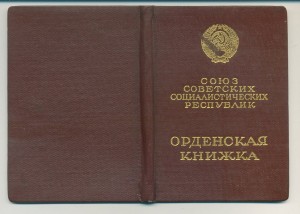 СОЮЗ
СОВЕТСКИХ
СОЦИАЛИСТИЧЕСКИХ
РЕСПУБЛИК
ОРДЕНСКАЯ
КНИЖКА